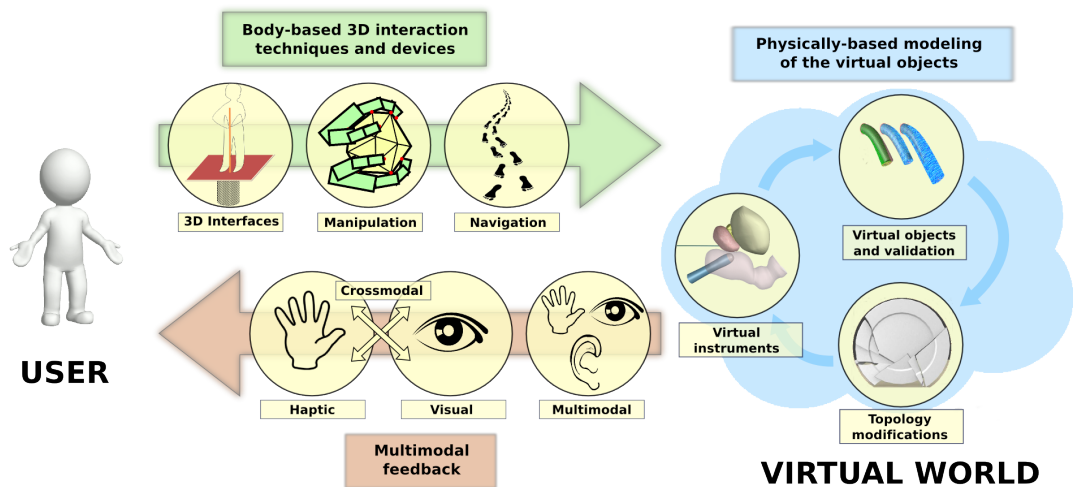 Body-based 3D interaction
techniques and devices
Physically-based modeling
of the virtual objects
3D Interfaces
Manipulation
Navigation
Virtual objects
and validation
Crossmodal
Virtual
instruments
USER
Haptic
Visual
Multimodal
Topology
modifications
Multimodal
feedback
VIRTUAL WORLD